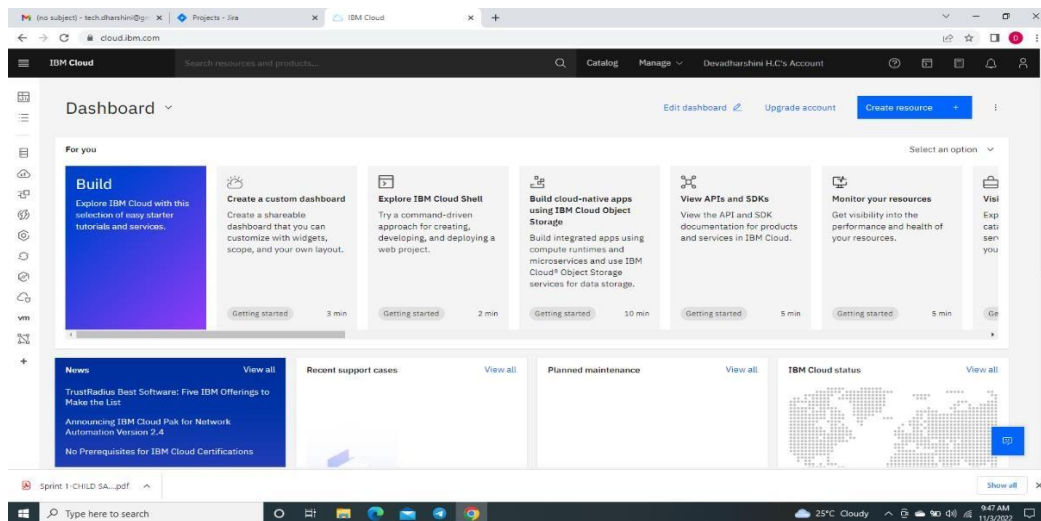 (no subject) - tech.dharshini@gm
Projects - Jira
IBM Cloud
cloud.ibm.com
D
IBM Cloud
Search resources and products...
Catalog
Manage
Devadharshini H.C's Account
Dashboard
Edit dashboard
Upgrade account
Create resource +
For you
Select an option
Build
Explore IBM Cloud with this
selection of easy starter
tutorials and services.
Create a custom dashboard
Create a shareable
dashboard that you can
customize with widgets,
scope, and your own layout.
Getting started
3 min
Explore IBM Cloud Shell
Try a command-driven
approach for creating,
developing, and deploying a
web project.
Getting started
2 min
Build cloud-native apps
using IBM Cloud Object
Storage
Build integrated apps using
compute runtimes and
microservices and use IBM
Cloud® Object Storage
services for data storage.
Getting started
10 min
View APIs and SDKs
View the API and SDK
documentation for products
and services in IBM Cloud.
Getting started
5 min
Monitor your resources
Get visibility into the
performance and health of
your resources.
Getting started
5 min
Visi
Exp
cata
serv
you
Ge
vm
News
View all
TrustRadius Best Software: Five IBM Offerings to
Make the List
Announcing IBM Cloud Pak for Network
Automation Version 2.4
No Prerequisites for IBM Cloud Certifications
Recent support cases
View all
Planned maintenance
View all
IBM Cloud status
View all
Sprint 1-CHILD SA....pdf
Show all
Type here to search
25°C Cloudy
9:47 AM
11/3/2022